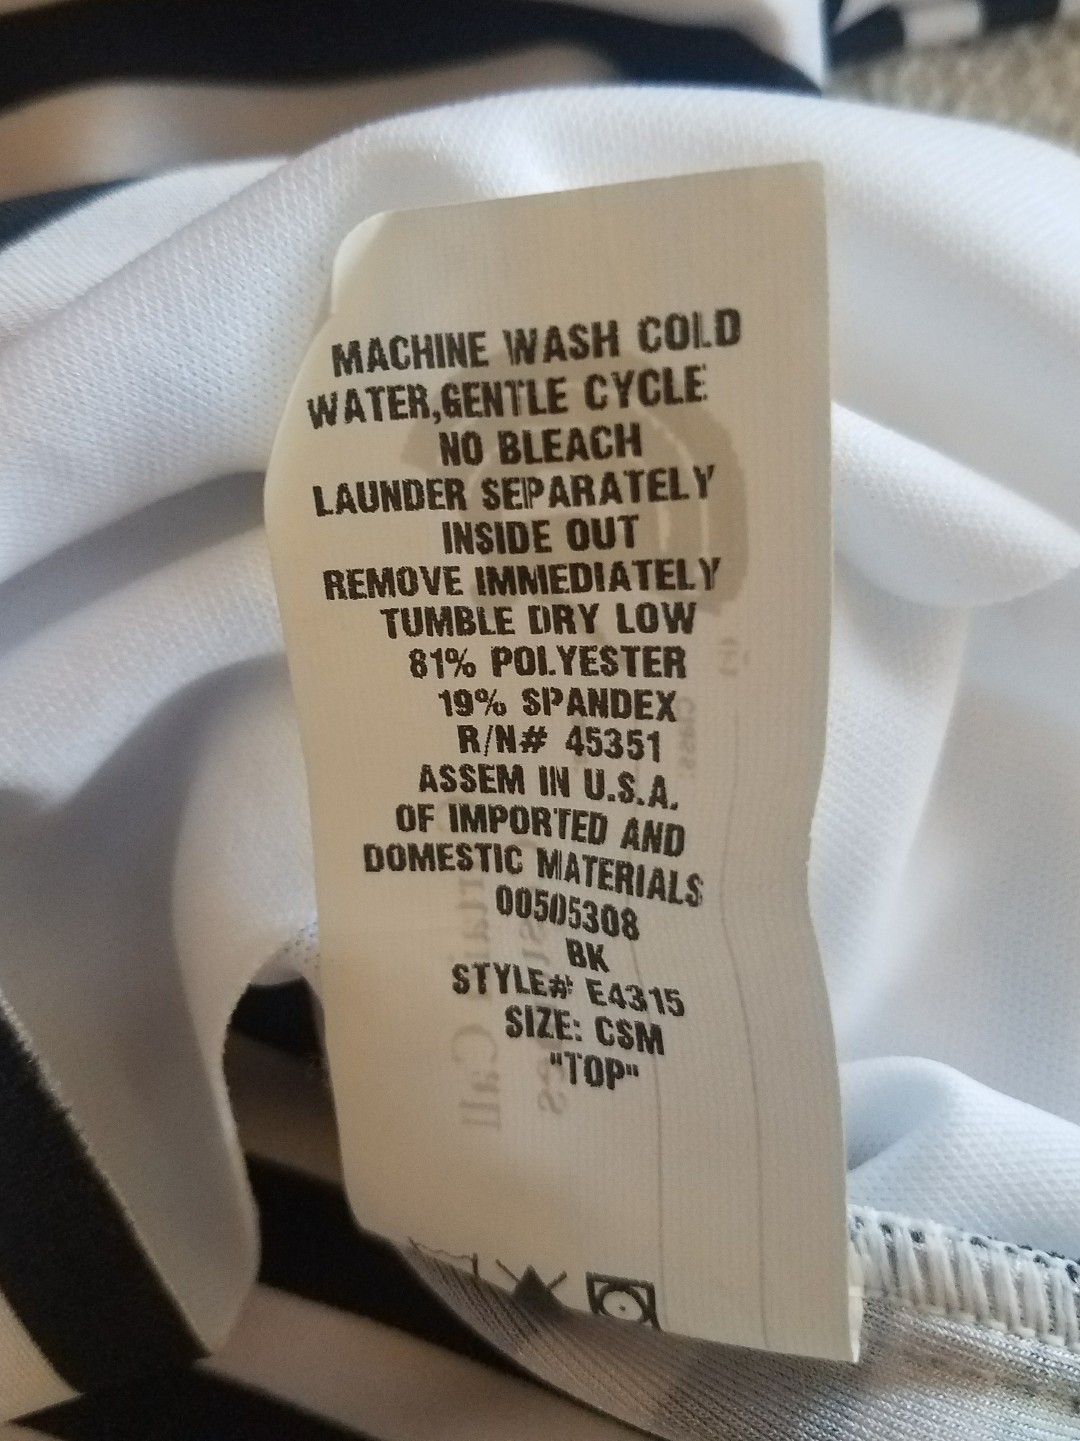 MACHINE WASH COLD
WATER,GENTLE CYCLE
NO BLEACH
LAUNDER SEPARATELY
INSIDE OUT
REMOVE IMMEDIATELY
TUMBLE DRY LOW
81% POLYESTER
19% SPANDEX
R/N# 45351
ASSEM IN U.S.A.
OF IMPORTED AND
DOMESTIC MATERIALS
00505308
BK
STYLE# E4315
SIZE: CSM
"TOP"